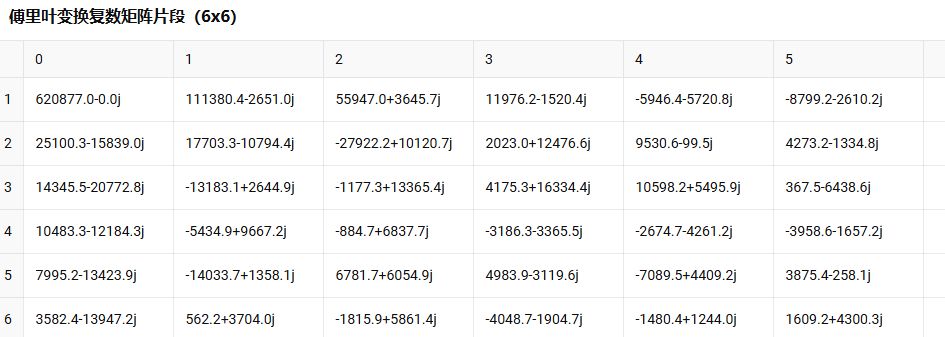 傅里叶变换复数矩阵片段（6x6）
0 1 2 3 4 5
1 620877.0-0.0j 111380.4-2651.0j 55947.0+3645.7j 11976.2-1520.4j -5946.4-5720.8j -8799.2-2610.2j
2 25100.3-15839.0j 17703.3-10794.4j -27922.2+10120.7j 2023.0+12476.6j 9530.6-99.5j 4273.2-1334.8j
3 14345.5-20772.8j -13183.1+2644.9j -1177.3+13365.4j 4175.3+16334.4j 10598.2+5495.9j 367.5-6438.6j
4 10483.3-12184.3j -5434.9+9667.2j -884.7+6837.7j -3186.3-3365.5j -2674.7-4261.2j -3958.6-1657.2j
5 7995.2-13423.9j -14033.7+1358.1j 6781.7+6054.9j 4983.9-3119.6j -7089.5+4409.2j 3875.4-258.1j
6 3582.4-13947.2j 562.2+3704.0j -1815.9+5861.4j -4048.7-1904.7j -1480.4+1244.0j 1609.2+4300.3j